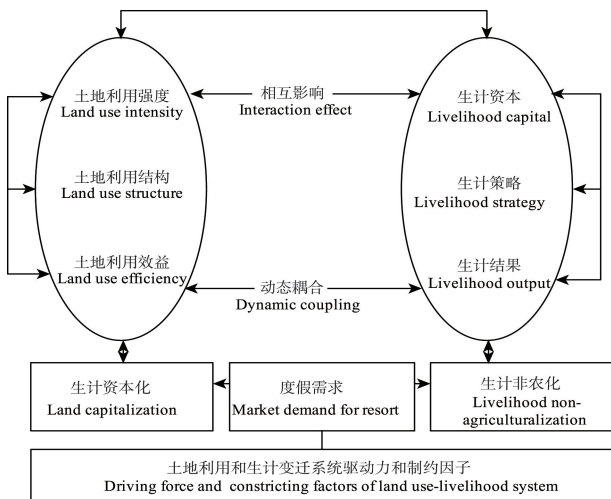 土地利用强度
Land use intensity
相互影响
Interaction effect
生计资本
Livelihood capital
土地利用结构
Land use structure
生计策略
Livelihood strategy
土地利用效益
Land use efficiency
动态耦合
Dynamic coupling
生计结果
Livelihood output
生计资本化
Land capitalization
度假需求
Market demand for resort
生计非农化
Livelihood non-
agriculturalization
土地利用和生计变迁系统驱动力和制约因子
Driving force and constricting factors of land use-livelihood system